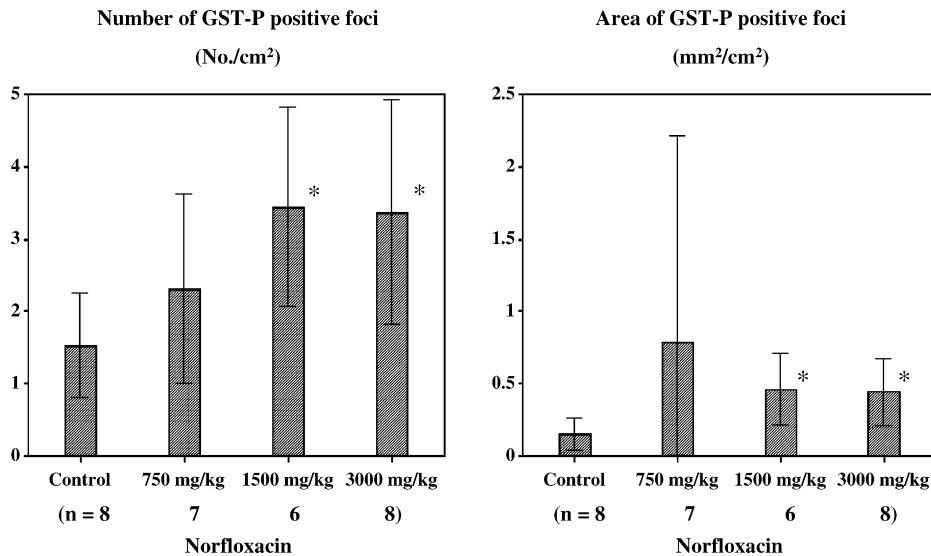 Number of GST-P positive foci
(No./cm²)
5
4
3
2
1
0
*
*
Control 750 mg/kg 1500 mg/kg 3000 mg/kg
(n = 8 7 6 8)
Norfloxacin
Area of GST-P positive foci
(mm²/cm²)
2.5
2
1.5
1
0.5
0
*
*
Control 750 mg/kg 1500 mg/kg 3000 mg/kg
(n = 8 7 6 8)
Norfloxacin